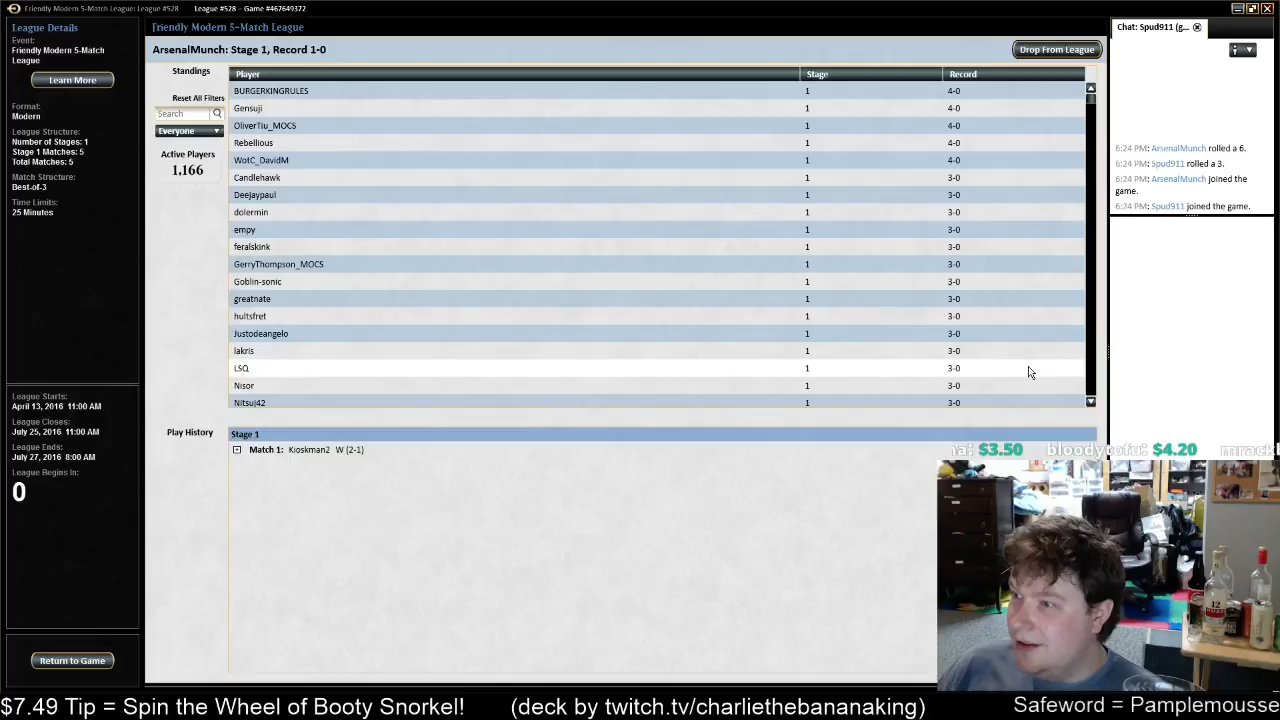 Friendly Modern 5-Match League: League #528
League #528 - Game #467649372
League Details
Event:
Friendly Modern 5-Match
League
Learn More
Format:
Modern
League Structure:
Number of Stages: 1
Stage 1 Matches: 5
Total Matches: 5
Match Structure:
Best-of-3
Time Limits:
25 Minutes
League Starts:
April 13, 2016 11:00 AM
League Closes:
July 25, 2016 11:00 AM
League Ends:
July 27, 2016 8:00 AM
League Begins In:
0
Return to Game
Friendly Modern 5-Match League
ArsenalMunch: Stage 1, Record 1-0
Drop From League
Standings
Reset All Filters
Search
Everyone
Active Players
1,166
Player Stage Record
BURGERKINGRULES 1 4-0
Gensuji 1 4-0
OliverTiu_MOCS 1 4-0
Rebellious 1 4-0
WotC_DavidM 1 4-0
Candlehawk 1 3-0
Deejaypaul 1 3-0
dolermin 1 3-0
empy 1 3-0
feralskink 1 3-0
GerryThompson_MOCS 1 3-0
Goblin-sonic 1 3-0
greatnate 1 3-0
hultsfret 1 3-0
Justodeangelo 1 3-0
lakris 1 3-0
LSQ 1 3-0
Nisor 1 3-0
Nitsuj42 1 3-0
Play History
Stage 1
Match 1: Kioskman2 W (2-1)
Chat: Spud911 (g...
6:24 PM: ArsenalMunch rolled a 6.
6:24 PM: Spud911 rolled a 3.
6:24 PM: ArsenalMunch joined the
game.
6:24 PM: Spud911 joined the game.
na: $3.50 bloodytofu: $4.20 mrackl
12
$7.49 Tip = Spin the Wheel of Booty Snorkel! (deck by twitch.tv/charliethebananaking) Safeword = Pamplemousse